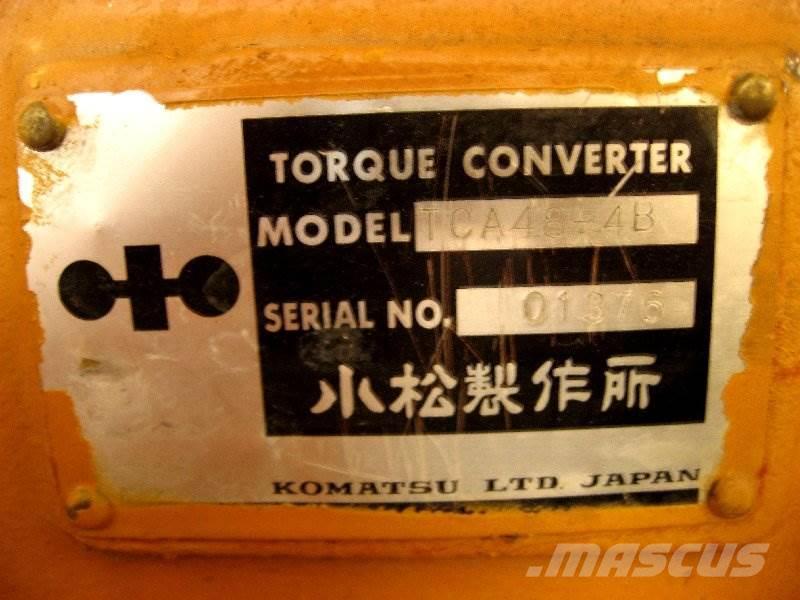 TORQUE CONVERTER
MODEL TCA48-4B
SERIAL NO. 01376
小松製作所
KOMATSU LTD. JAPAN
.mascus